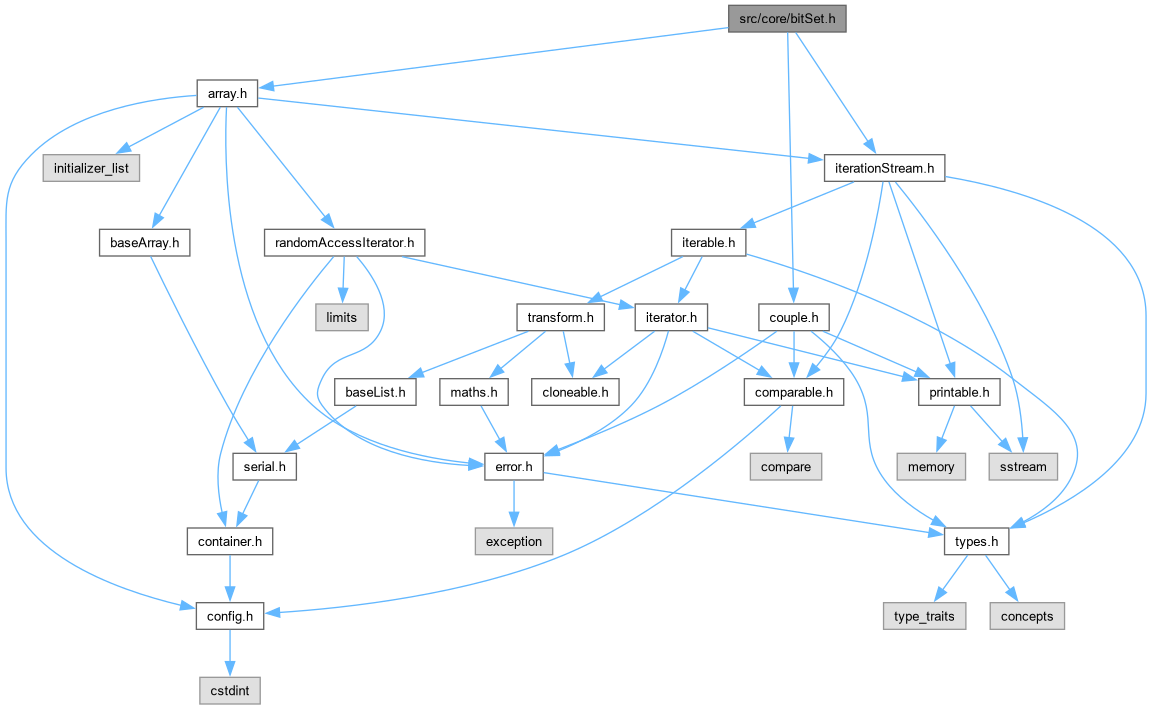 src/core/bitSet.h
array.h
initializer_list
iterationStream.h
baseArray.h
randomAccessIterator.h
iterable.h
limits
transform.h
iterator.h
couple.h
baseList.h
maths.h
cloneable.h
comparable.h
printable.h
serial.h
error.h
compare
memory
sstream
container.h
exception
types.h
config.h
type_traits
concepts
cstdint